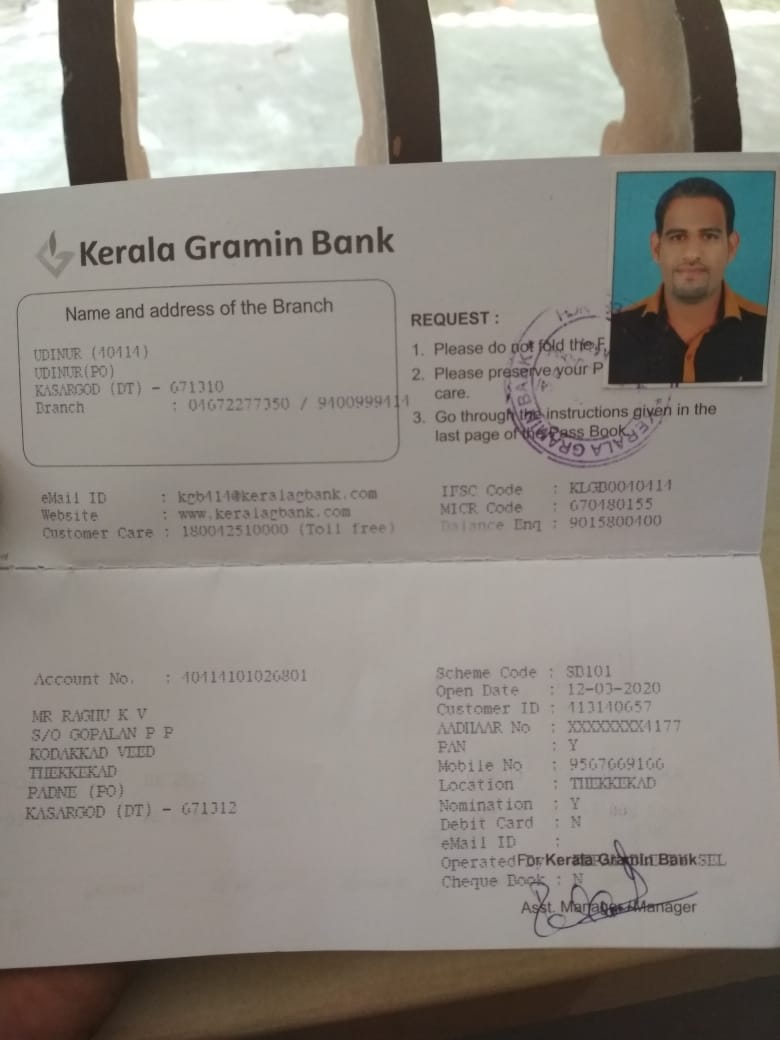 Kerala Gramin Bank
Name and address of the Branch
UDINUR (40414)
UDINUR(PO)
KASARGOD (DT) - 671310
Branch : 04672277350 / 9400999414
REQUEST :
1. Please do not fold the P
2. Please preserve your P
care.
3. Go through the instructions given in the
last page of the Pass Book.
KERALA GRAMIN BANK
eMail ID : kgb414@keralagbank.com
Website : www.keralagbank.com
Customer Care : 180042510000 (Toll free)
IFSC Code : KLGB0040414
MICR Code : 670480155
Balance Enq : 9015800400
Account No. : 40414101026801
MR RAGHU K V
S/O GOPALAN P P
KODAKKAD VEED
THEKKEKAD
PADNE (PO)
KASARGOD (DT) - 671312
Scheme Code : SB101
Open Date : 12-03-2020
Customer ID : 413140657
AADHAAR No : XXXXXXXX4177
PAN : Y
Mobile No : 9567669166
Location : THEKKEKAD
Nomination : Y
Debit Card : N
eMail ID :
Operated By SEL
For Kerala Gramin Bank
Cheque Book : N
Asst. Manager/Manager